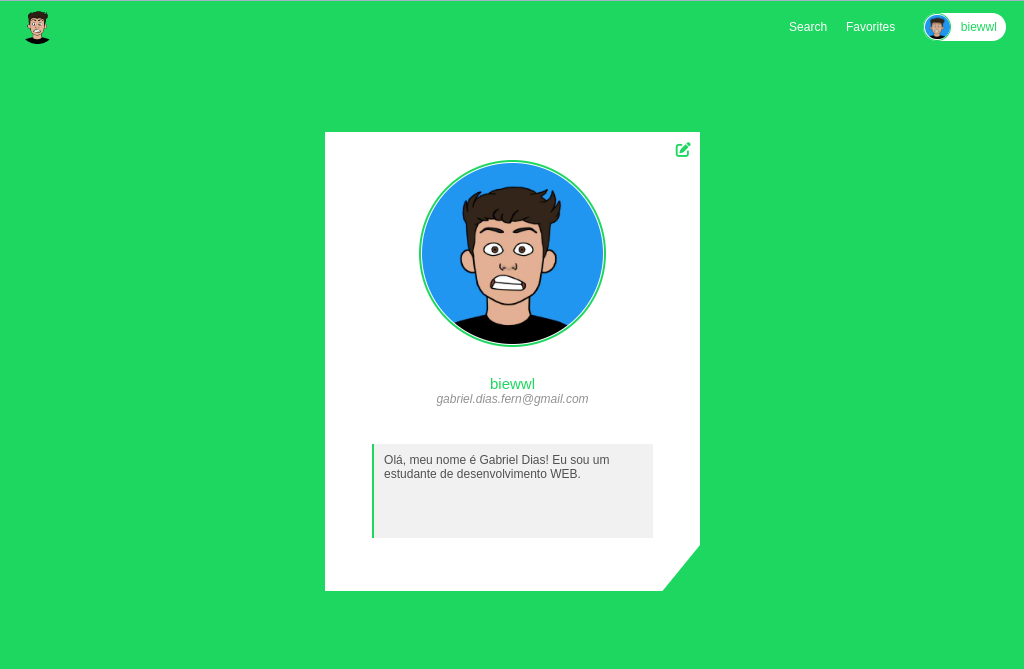 Search Favorites biewwl
biewwl
gabriel.dias.fern@gmail.com
Olá, meu nome é Gabriel Dias! Eu sou um
estudante de desenvolvimento WEB.